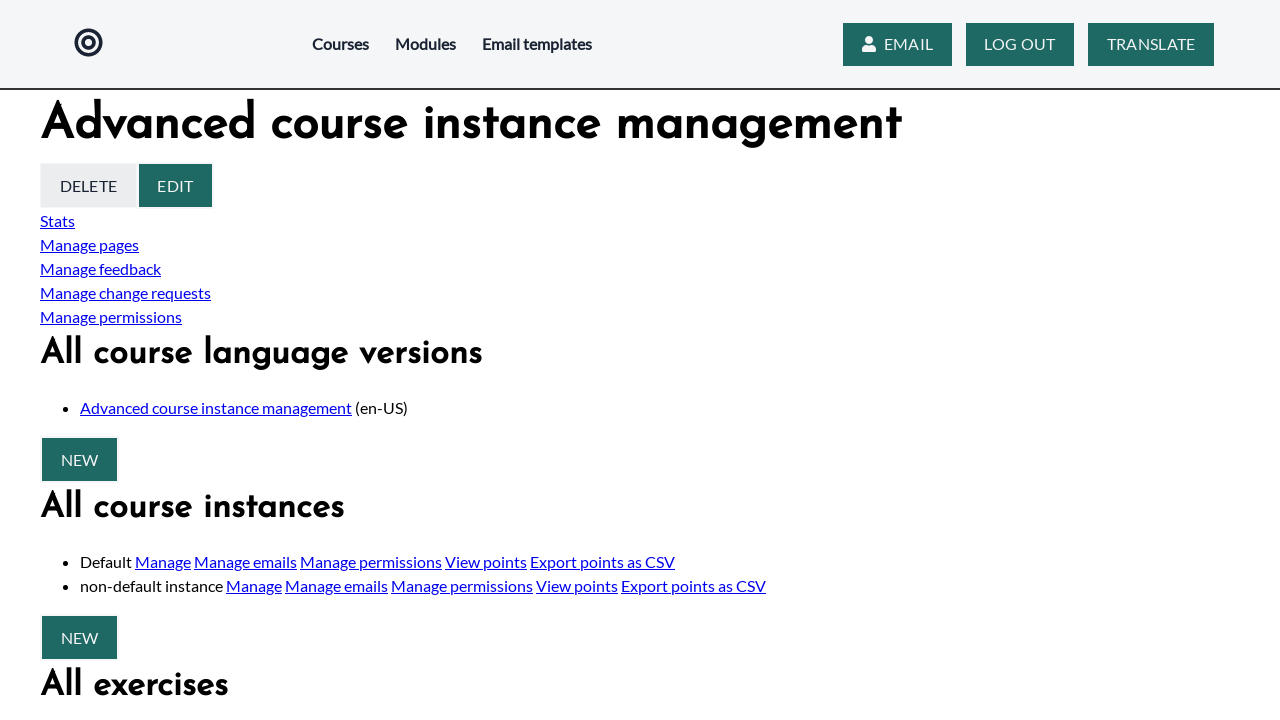 Courses Modules Email templates EMAIL LOG OUT TRANSLATE
Advanced course instance management
DELETE EDIT
Stats
Manage pages
Manage feedback
Manage change requests
Manage permissions
All course language versions
Advanced course instance management (en-US)
NEW
All course instances
Default Manage Manage emails Manage permissions View points Export points as CSV
non-default instance Manage Manage emails Manage permissions View points Export points as CSV
NEW
All exercises